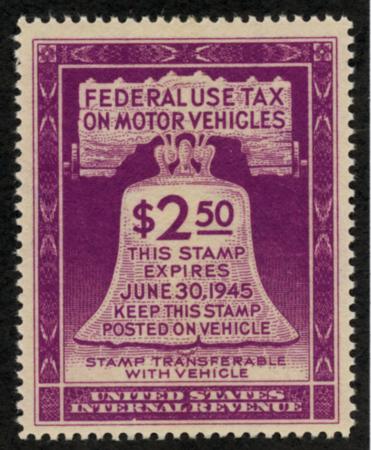 FEDERAL USE TAX
ON MOTOR VEHICLES
$2.50
THIS STAMP
EXPIRES
JUNE 30, 1945
KEEP THIS STAMP
POSTED ON VEHICLE
STAMP TRANSFERABLE
WITH VEHICLE
UNITED STATES
INTERNAL REVENUE